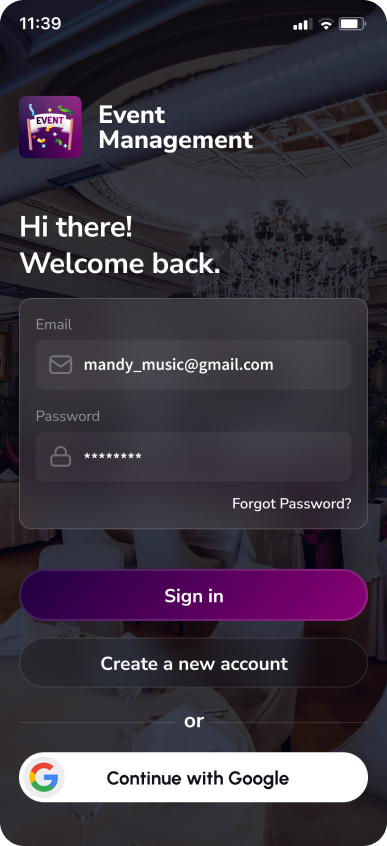 11:39
EVENT
Event
Management
Hi there!
Welcome back.
Email
mandy_music@gmail.com
Password
********
Forgot Password?
Sign in
Create a new account
or
Continue with Google